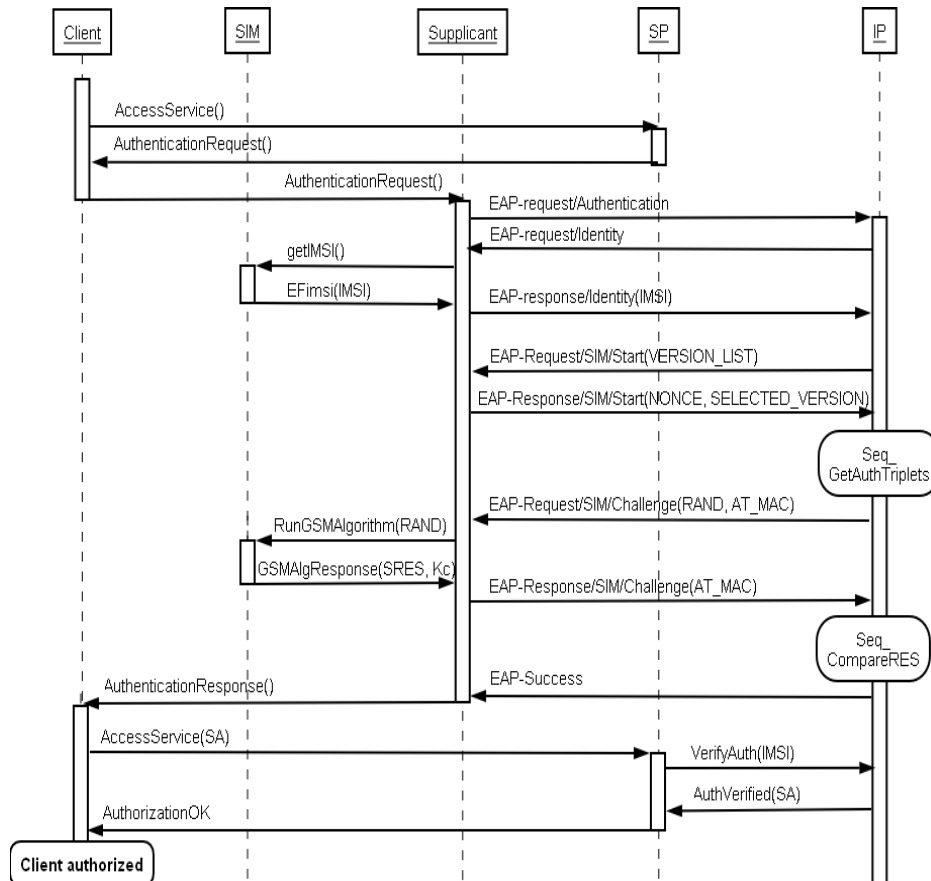 Client
SIM
Supplicant
SP
IP
AccessService()
AuthenticationRequest()
AuthenticationRequest()
EAP-request/Authentication
EAP-request/Identity
getIMSI()
EFimsi(IMSI)
EAP-response/Identity(IMSI)
EAP-Request/SIM/Start(VERSION_LIST)
EAP-Response/SIM/Start(NONCE, SELECTED_VERSION)
Seq_
GetAuthTriplets
EAP-Request/SIM/Challenge(RAND, AT_MAC)
RunGSMAlgorithm(RAND)
GSMAlgResponse(SRES, Kc)
EAP-Response/SIM/Challenge(AT_MAC)
Seq_
CompareRES
EAP-Success
AuthenticationResponse()
AccessService(SA)
VerifyAuth(IMSI)
AuthVerified(SA)
AuthorizationOK
Client authorized